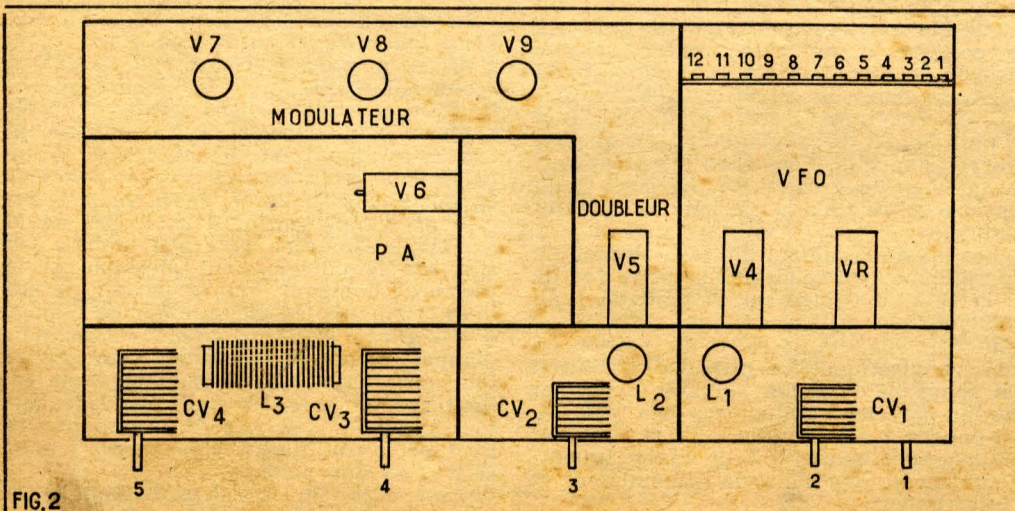 V7 V8 V9
12 11 10 9 8 7 6 5 4 3 2 1
MODULATEUR
VFO
V6
DOUBLEUR
PA
V5 V4 VR
CV4 L3 CV3 CV2 L2 L1 CV1
5 4 3 2 1
FIG.2